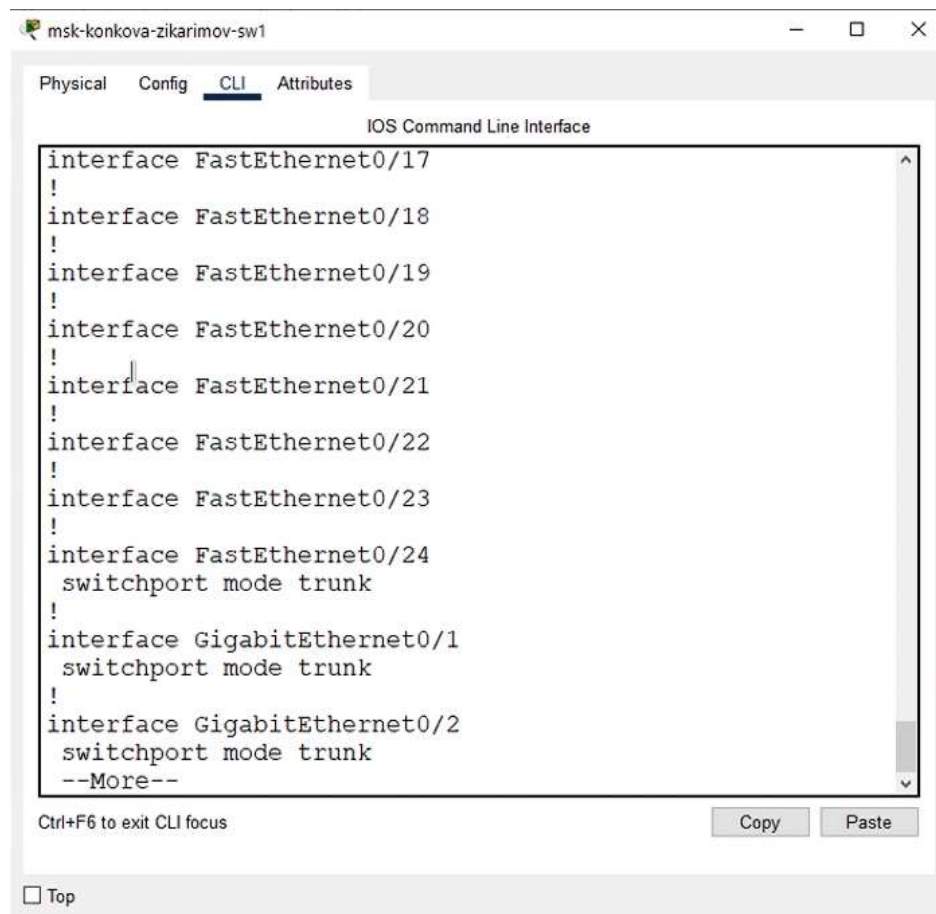 msk-konkova-zikarimov-sw1
Physical Config CLI Attributes
IOS Command Line Interface
interface FastEthernet0/17
!
interface FastEthernet0/18
!
interface FastEthernet0/19
!
interface FastEthernet0/20
!
interface FastEthernet0/21
!
interface FastEthernet0/22
!
interface FastEthernet0/23
!
interface FastEthernet0/24
 switchport mode trunk
!
interface GigabitEthernet0/1
 switchport mode trunk
!
interface GigabitEthernet0/2
 switchport mode trunk
 --More--
Ctrl+F6 to exit CLI focus
Copy Paste
Top